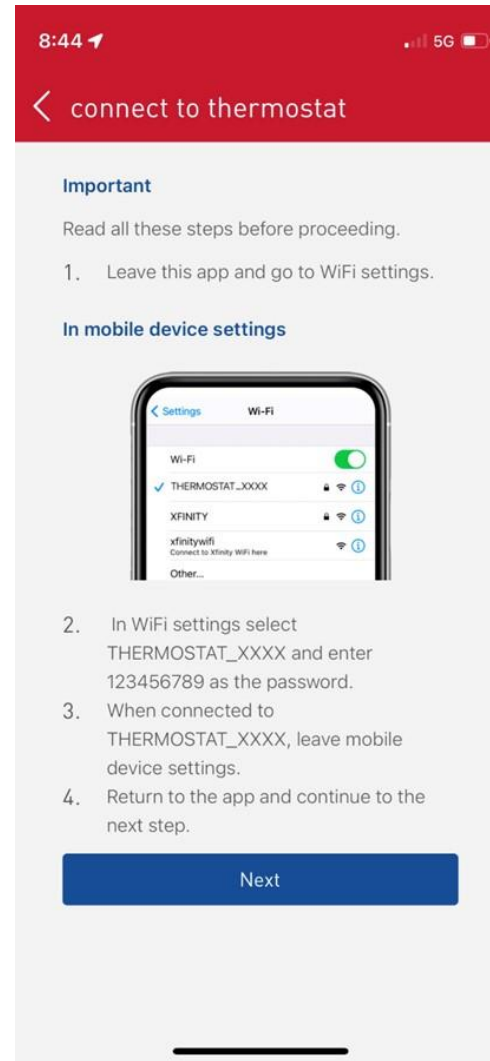 8:44
5G
connect to thermostat
Important
Read all these steps before proceeding.
1. Leave this app and go to WiFi settings.
In mobile device settings
Settings Wi-Fi
Wi-Fi
THERMOSTAT_XXXX
XFINITY
xfinitywifi
Connect to Xfinity WiFi here
Other...
2. In WiFi settings select
THERMOSTAT_XXXX and enter
123456789 as the password.
3. When connected to
THERMOSTAT_XXXX, leave mobile
device settings.
4. Return to the app and continue to the
next step.
Next